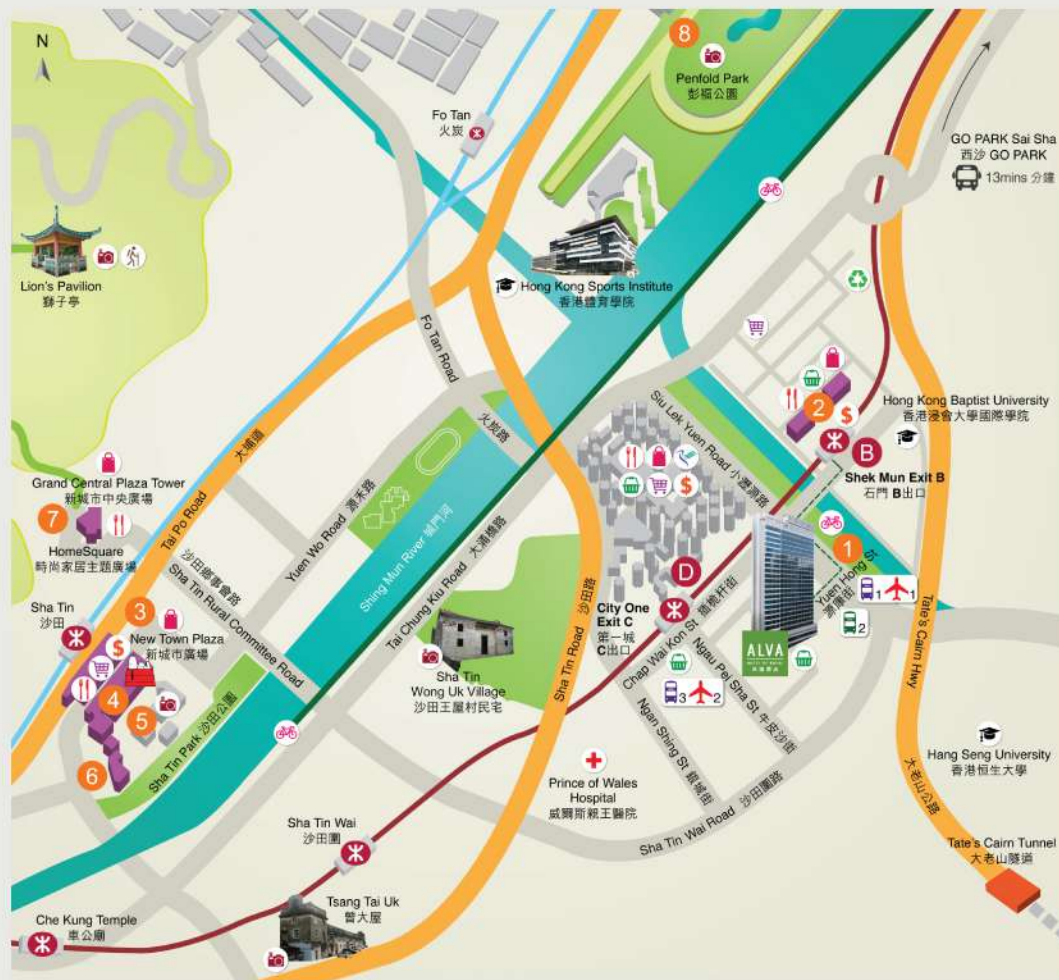 N
8
Penfold Park
彭福公園
Fo Tan
火炭
GO PARK Sai Sha
西沙 GO PARK
13mins 分鐘
Lion's Pavilion
獅子亭
Hong Kong Sports Institute
香港體育學院
Fo Tan Road
火炭路
大埔道
Tai Po Road
Siu Lek Yuen Road 小瀝源路
2
Hong Kong Baptist University
香港浸會大學國際學院
B
Shek Mun Exit B
石門 B出口
Grand Central Plaza Tower
新城市中央廣場
7
HomeSquare
時尚家居主題廣場
Yuen Wo Road 源禾路
Shing Mun River 城門河
Tai Chung Kiu Road 大涌橋路
沙田鄉事會路
Sha Tin Rural Committee Road
Sha Tin
沙田
3
New Town Plaza
新城市廣場
4
5
6
Sha Tin Park 沙田公園
Sha Tin
Wong Uk Village
沙田王屋村民宅
Sha Tin Road 沙田路
D
City One
Exit C
第一城
C出口
1
Yuen Hong St
源康街
1
1
2
ALVA
Chap Wai Kon St 插桅杆街
3
2
Ngau Pei Sha St 牛皮沙街
Ngan Shing St 銀城街
Tate's Cairn Hwy
大老山公路
Prince of Wales
Hospital
威爾斯親王醫院
Sha Tin Wai Road 沙田圍路
Hang Seng University
香港恒生大學
Sha Tin Wai
沙田圍
Tate's Cairn Tunnel
大老山隧道
Tsang Tai Uk
曾大屋
Che Kung Temple
車公廟